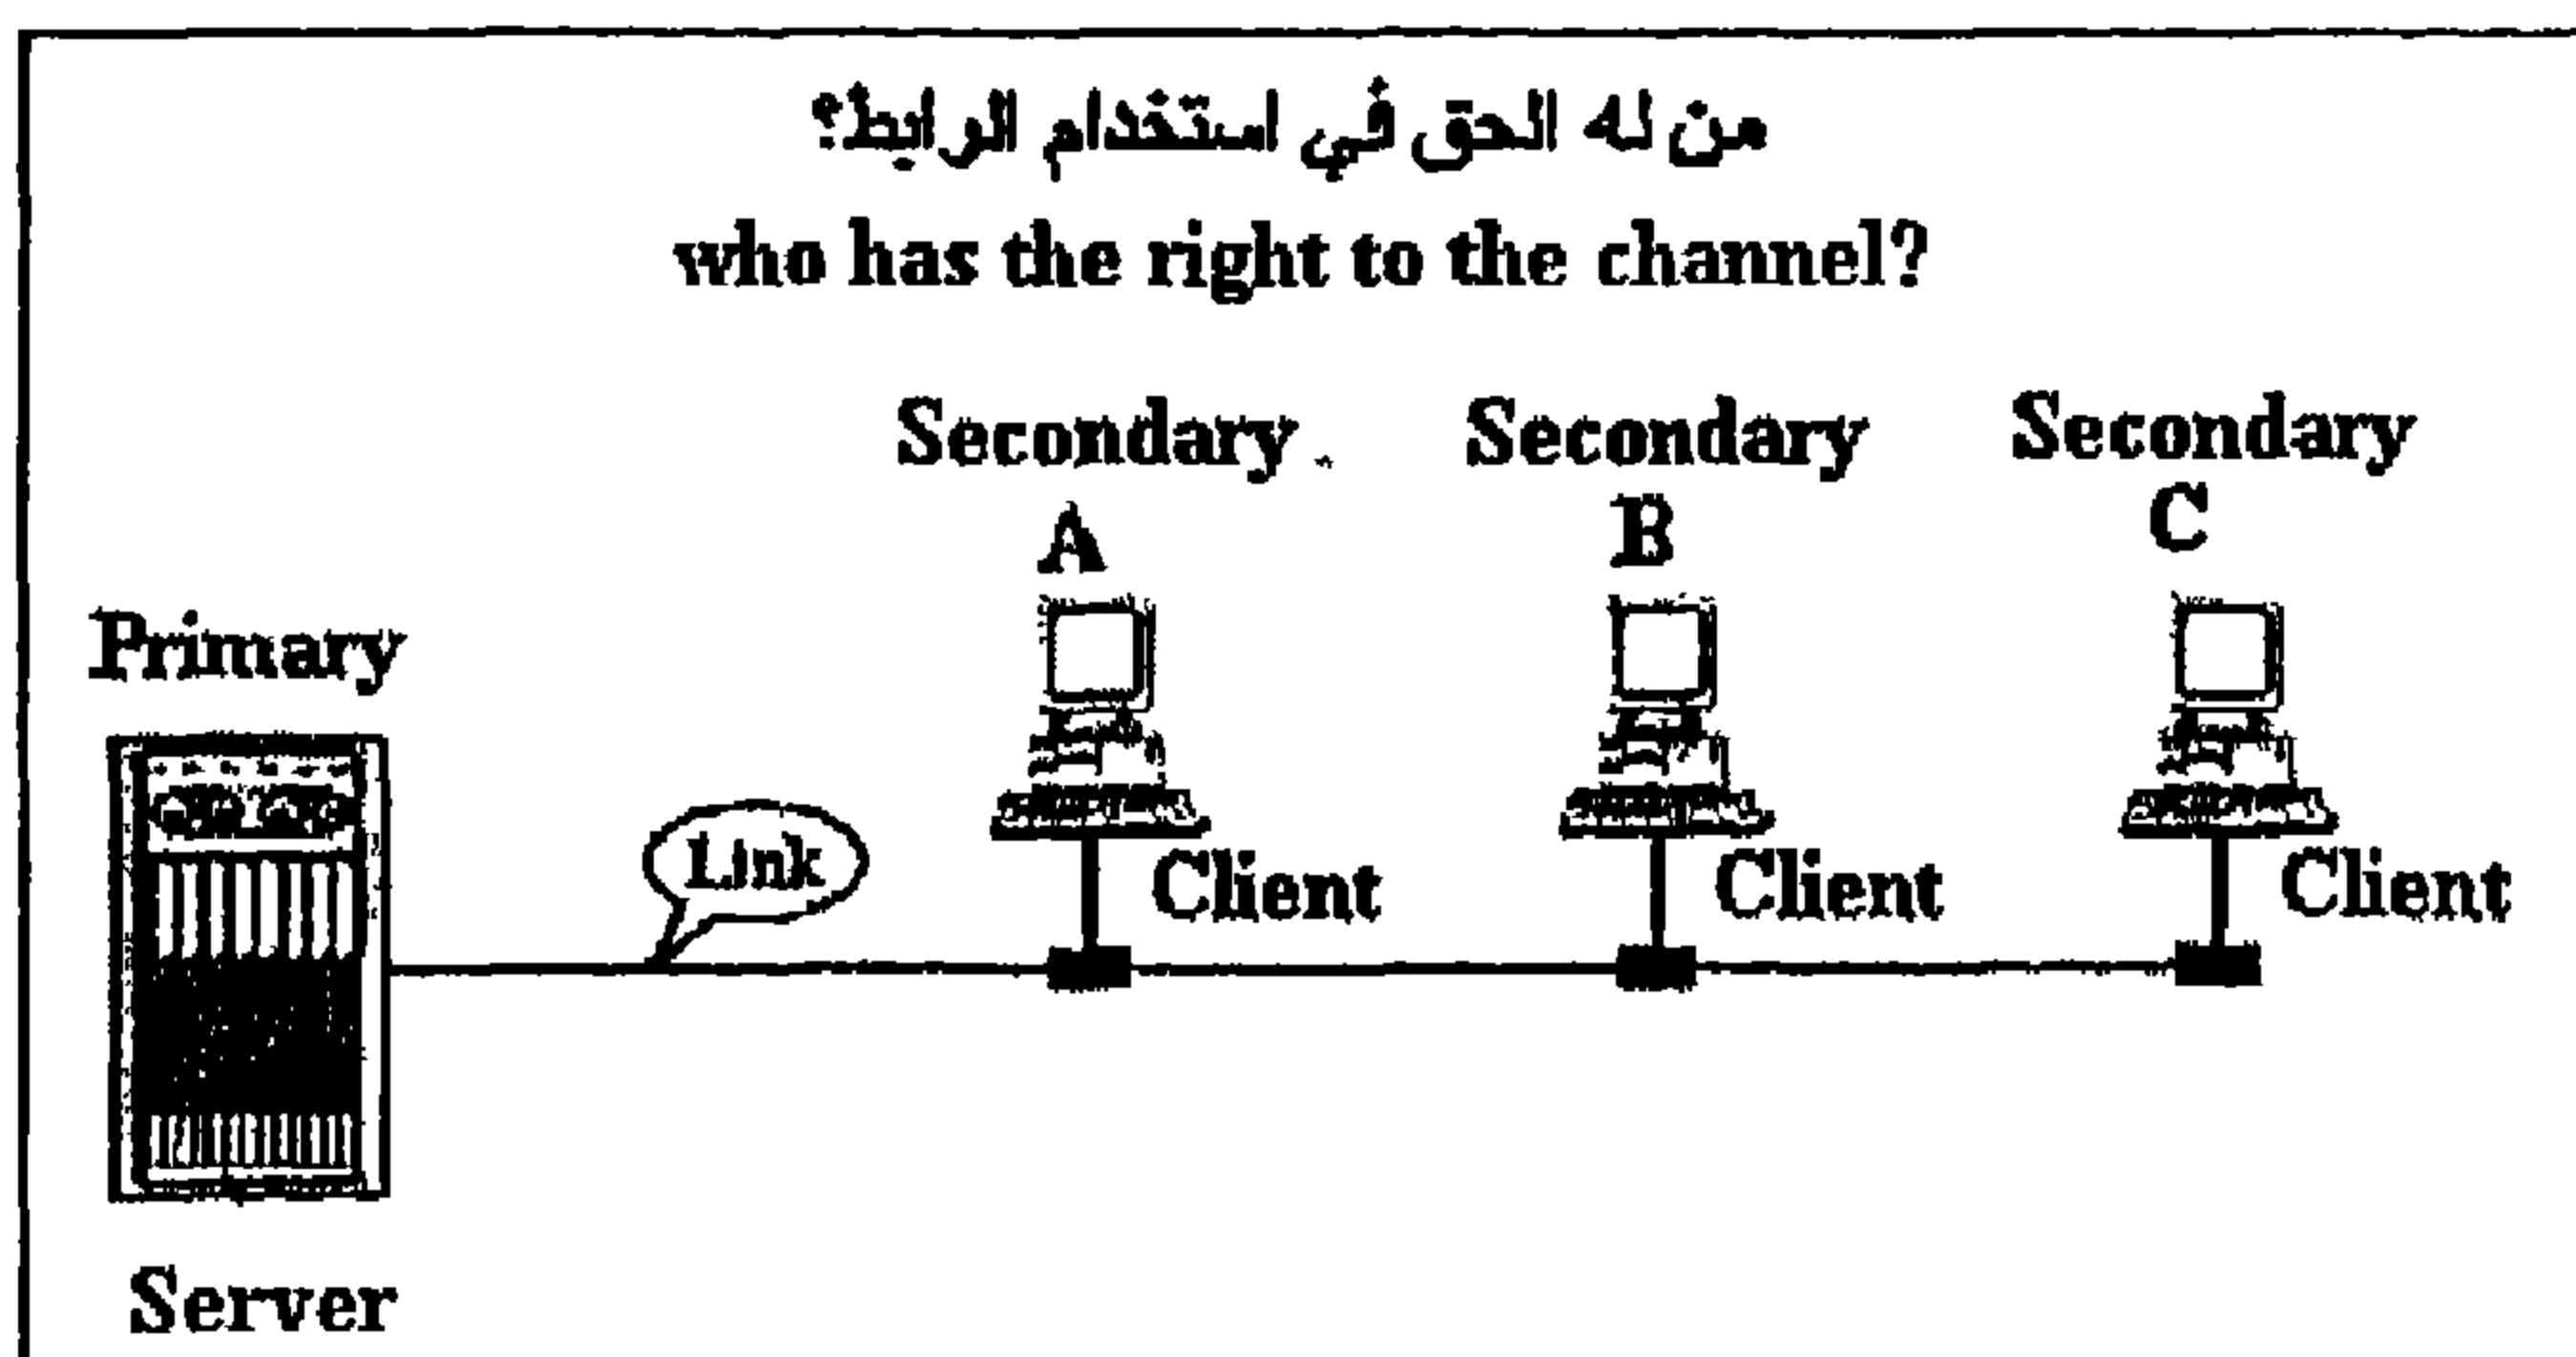 من له الحق في استخدام الرابط؟
who has the right to the channel?
Secondary Secondary Secondary
A B C
Primary
Link
Client Client Client
Server